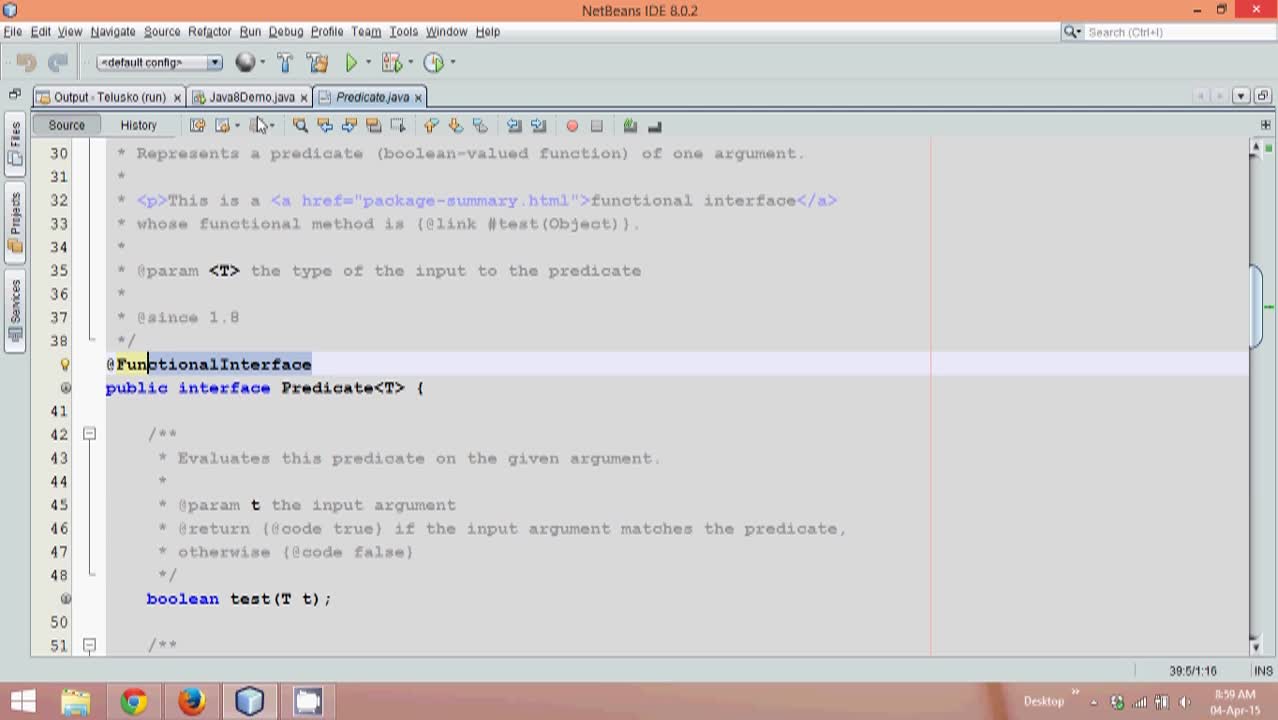 NetBeans IDE 8.0.2
File Edit View Navigate Source Refactor Run Debug Profile Team Tools Window Help
Search (Ctrl+I)
<default config>
Output - Telusko (run) x Java8Demo.java x Predicate.java x
Source History
Files
Projects
Services
30 * Represents a predicate (boolean-valued function) of one argument.
31 *
32 * <p>This is a <a href="package-summary.html">functional interface</a>
33 * whose functional method is {@link #test(Object)}.
34 *
35 * @param <T> the type of the input to the predicate
36 *
37 * @since 1.8
38 */
@FunctionalInterface
public interface Predicate<T> {
41
42 /**
43 * Evaluates this predicate on the given argument.
44 *
45 * @param t the input argument
46 * @return {@code true} if the input argument matches the predicate,
47 * otherwise {@code false}
48 */
boolean test(T t);
50
51 /**
39:5/1:16 INS
Desktop
8:59 AM
04-Apr-15